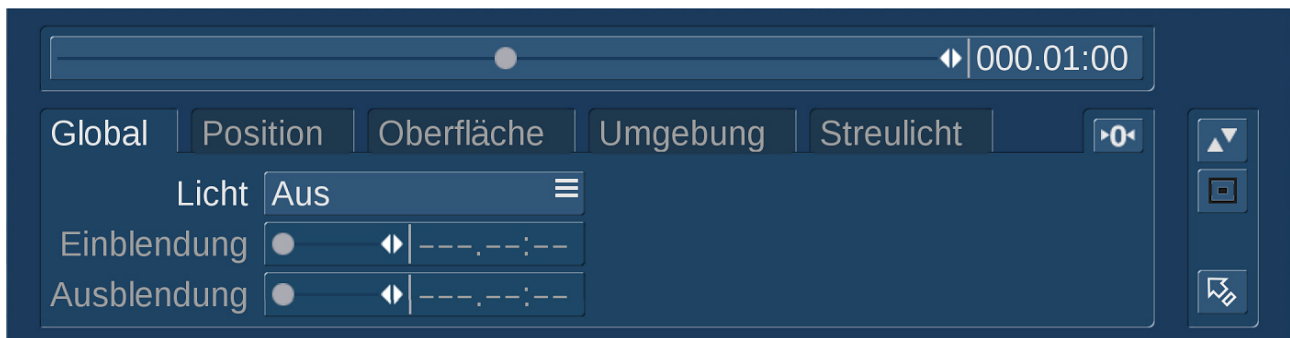 000.01:00
Global Position Oberfläche Umgebung Streulicht 0
Licht Aus
Einblendung ---.--:--
Ausblendung ---.--:--